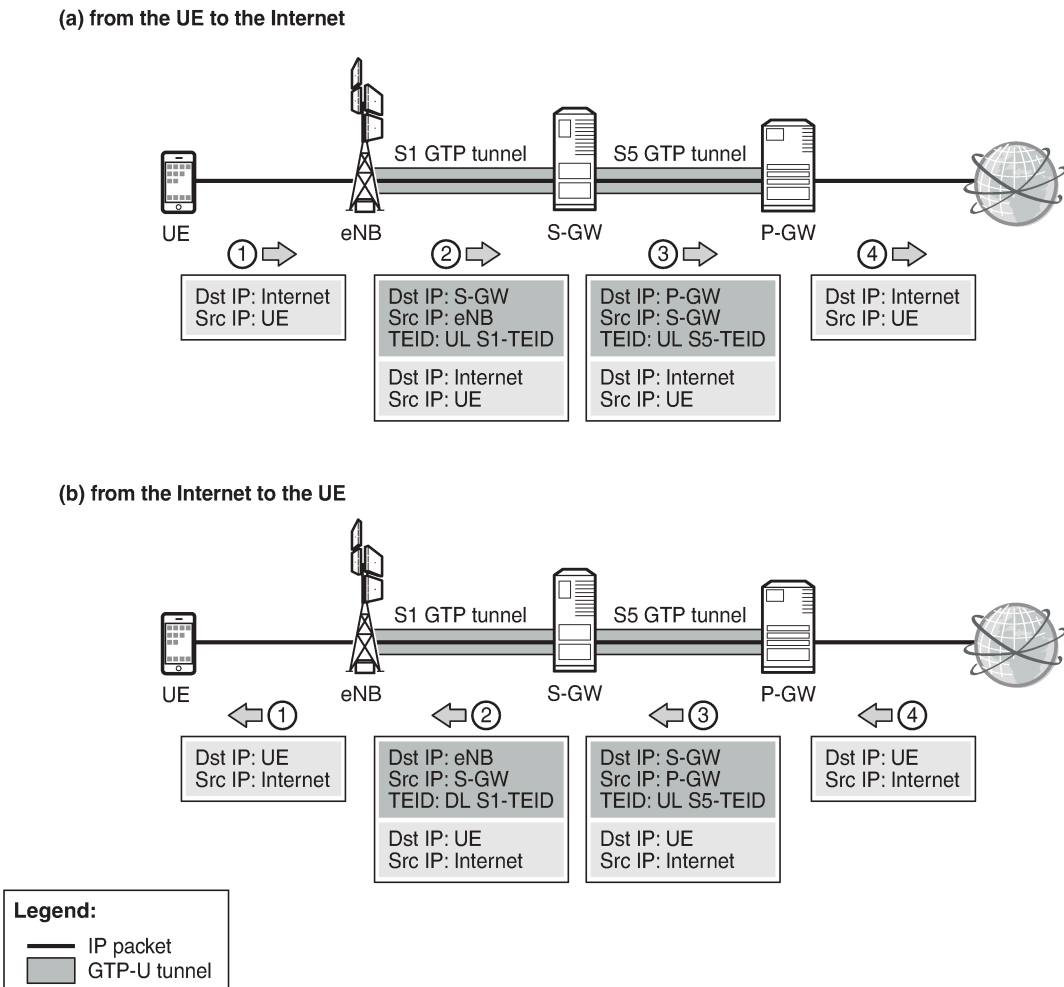 (a) from the UE to the Internet
S1 GTP tunnel
S5 GTP tunnel
UE
eNB
S-GW
P-GW
1
2
3
4
Dst IP: Internet
Src IP: UE
Dst IP: S-GW
Src IP: eNB
TEID: UL S1-TEID
Dst IP: Internet
Src IP: UE
Dst IP: P-GW
Src IP: S-GW
TEID: UL S5-TEID
Dst IP: Internet
Src IP: UE
Dst IP: Internet
Src IP: UE
(b) from the Internet to the UE
S1 GTP tunnel
S5 GTP tunnel
UE
eNB
S-GW
P-GW
1
2
3
4
Dst IP: UE
Src IP: Internet
Dst IP: eNB
Src IP: S-GW
TEID: DL S1-TEID
Dst IP: UE
Src IP: Internet
Dst IP: S-GW
Src IP: P-GW
TEID: UL S5-TEID
Dst IP: UE
Src IP: Internet
Dst IP: UE
Src IP: Internet
Legend:
IP packet
GTP-U tunnel